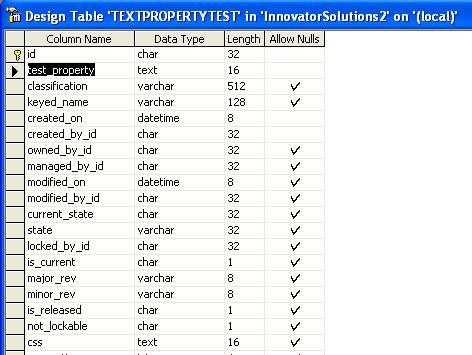 Design Table 'TEXTPROPERTYTEST' in 'InnovatorSolutions2' on '(local)'
Column Name Data Type Length Allow Nulls
id char 32
test_property text 16
classification varchar 512
keyed_name varchar 128
created_on datetime 8
created_by_id char 32
owned_by_id char 32
managed_by_id char 32
modified_on datetime 8
modified_by_id char 32
current_state char 32
state varchar 32
locked_by_id char 32
is_current char 1
major_rev varchar 8
minor_rev varchar 8
is_released char 1
not_lockable char 1
css text 16